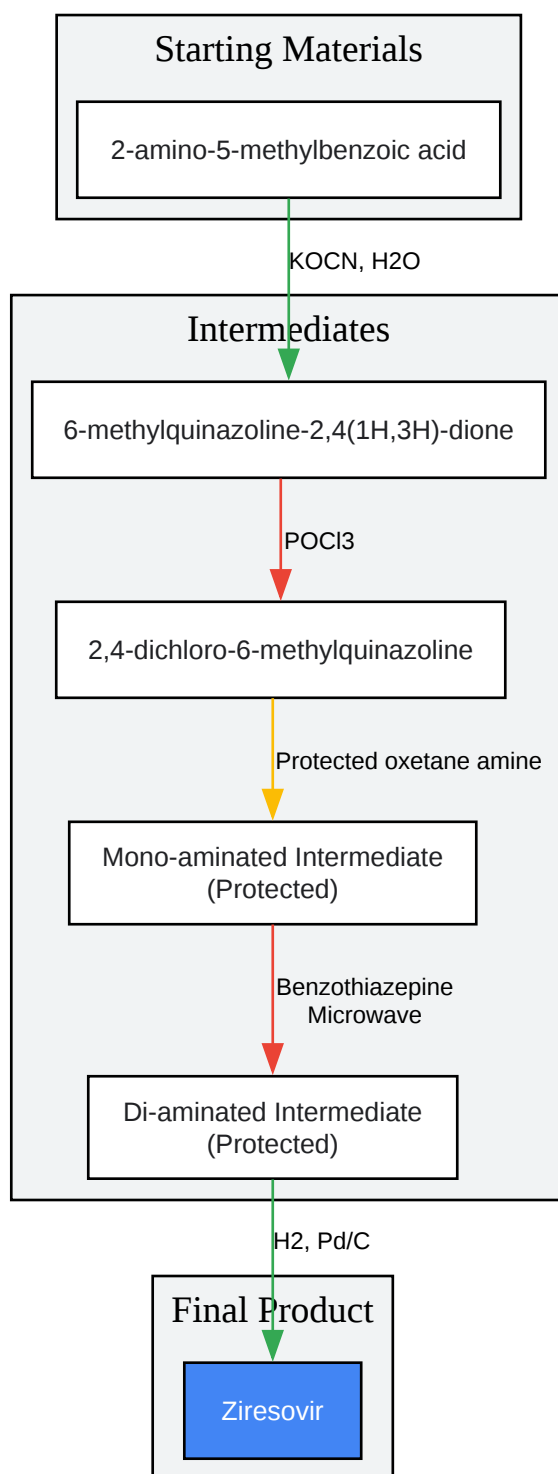 Starting Materials
2-amino-5-methylbenzoic acid
KOCN, H2O
Intermediates
6-methylquinazoline-2,4(1H,3H)-dione
POCl3
2,4-dichloro-6-methylquinazoline
Protected oxetane amine
Mono-aminated Intermediate
(Protected)
Benzothiazepine
Microwave
Di-aminated Intermediate
(Protected)
H2, Pd/C
Final Product
Ziresovir